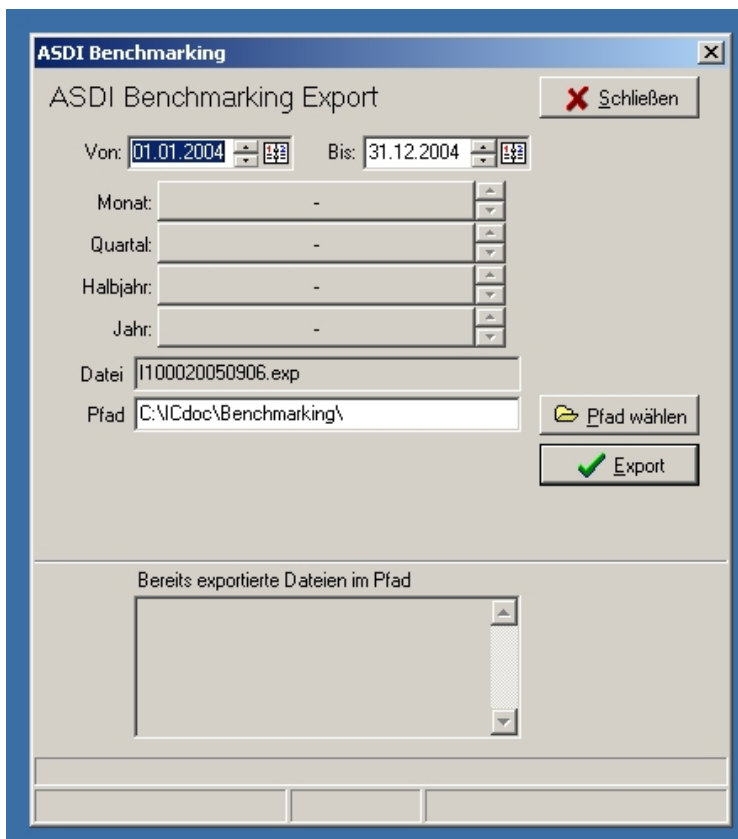 ASDI Benchmarking
ASDI Benchmarking Export
Schließen
Von: 01.01.2004 Bis: 31.12.2004
Monat: -
Quartal: -
Halbjahr: -
Jahr: -
Datei I100020050906.exp
Pfad C:\ICdoc\Benchmarking\
Pfad wählen
Export
Bereits exportierte Dateien im Pfad